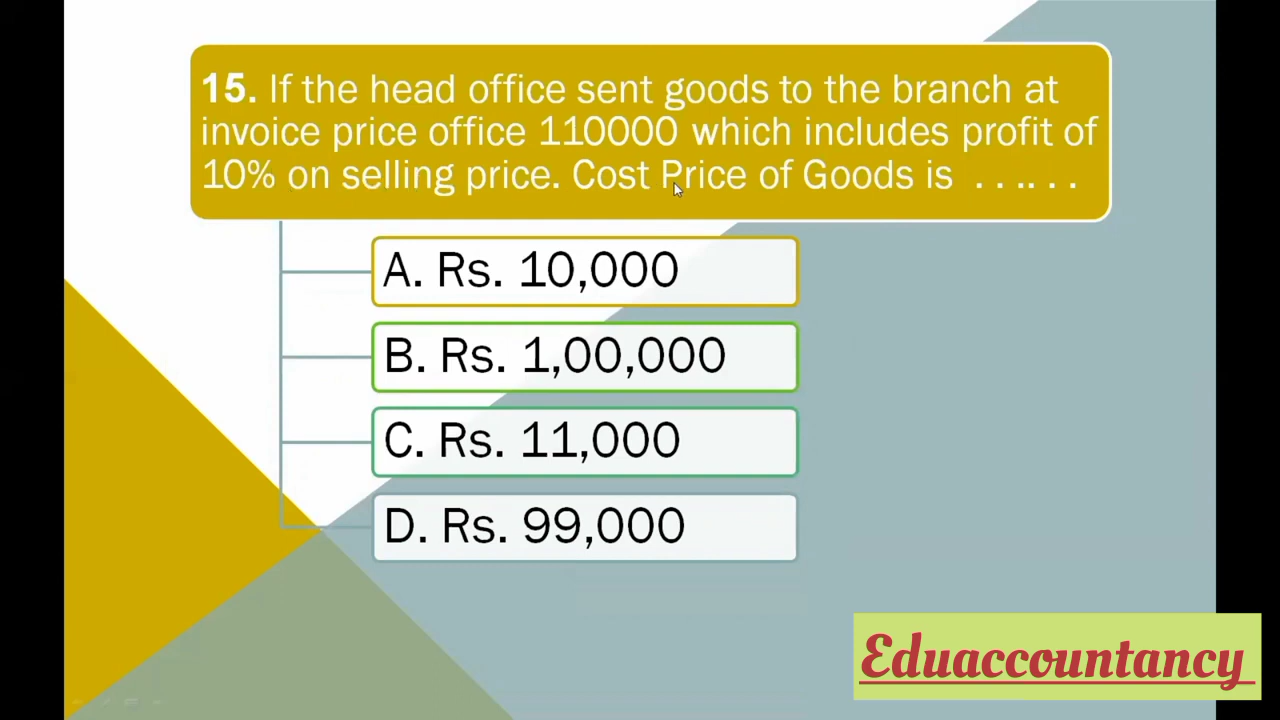 15. If the head office sent goods to the branch at
invoice price office 110000 which includes profit of
10% on selling price. Cost Price of Goods is . . .... . .
A. Rs. 10,000
B. Rs. 1,00,000
C. Rs. 11,000
D. Rs. 99,000
Eduaccountancy